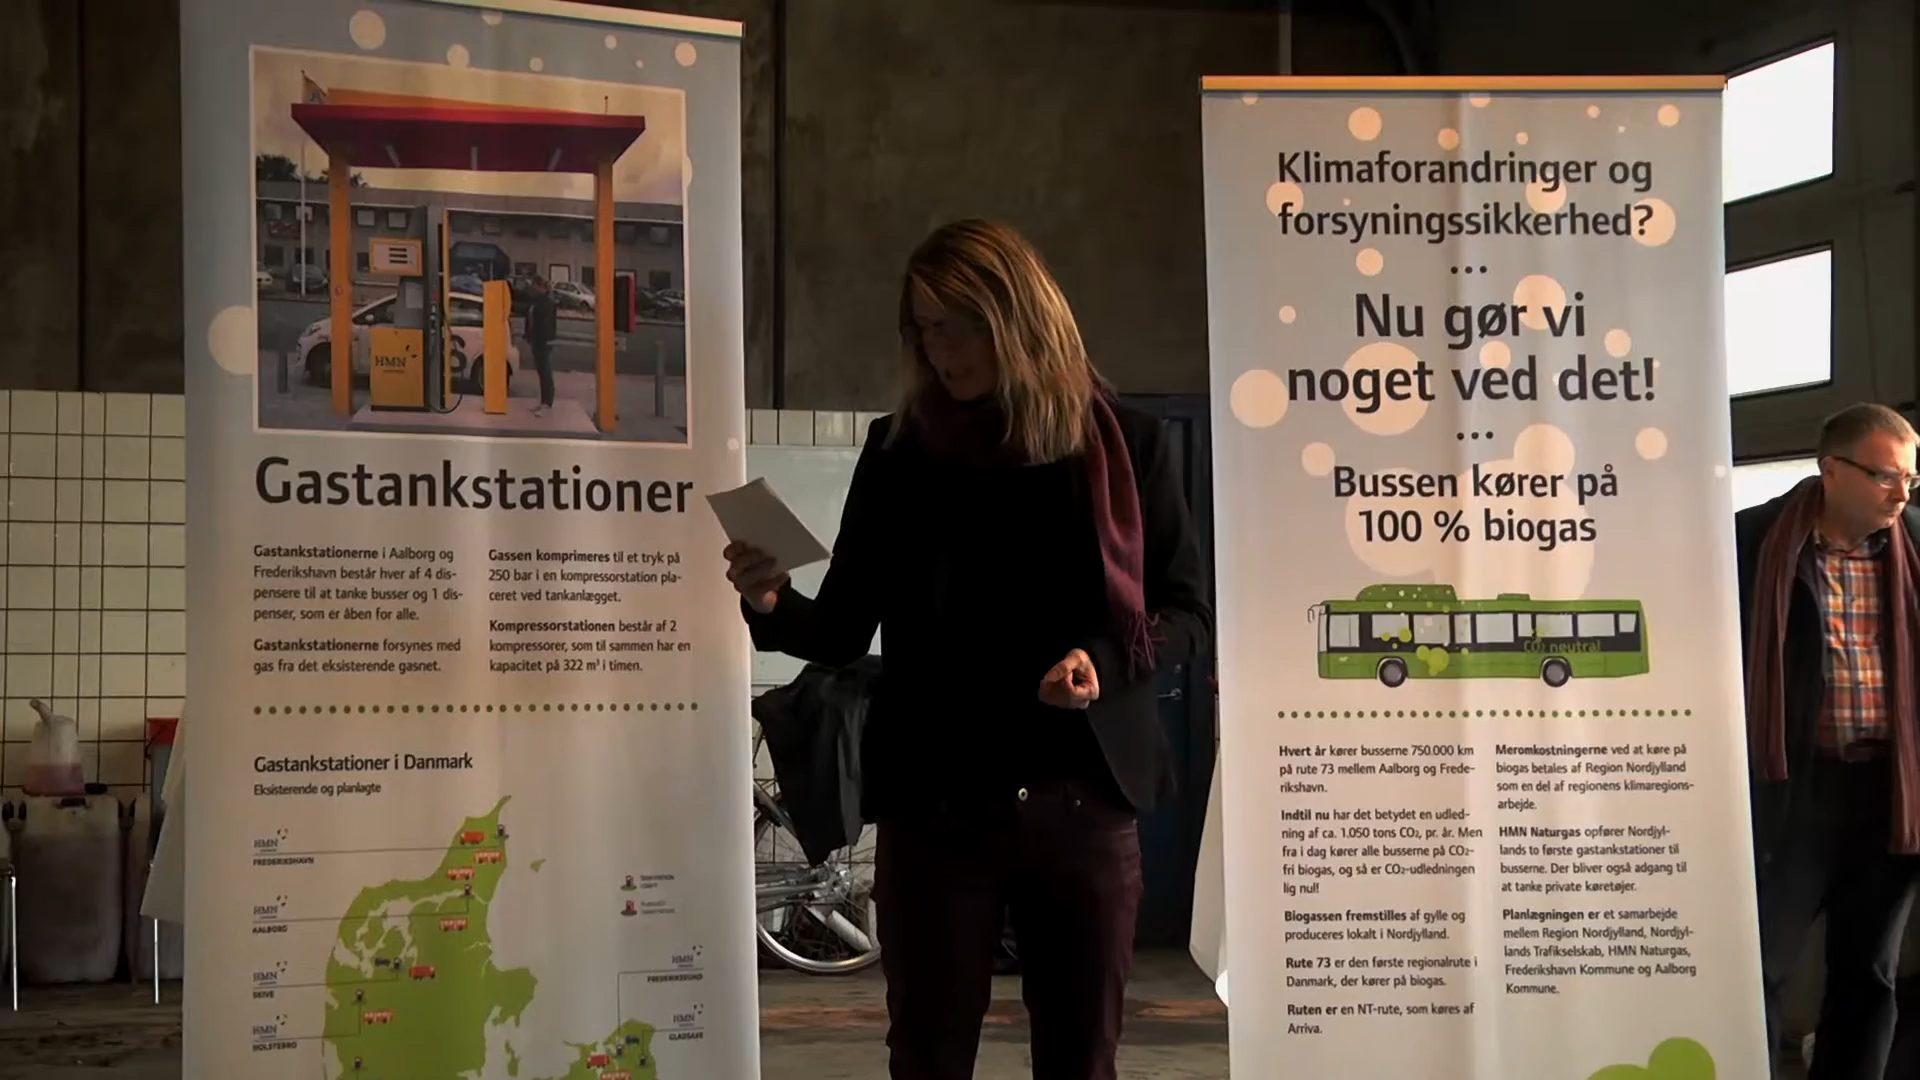 HMN
Gastankstationer
Gastankstationerne i Aalborg og
Frederikshavn består hver af 4 dis-
pensere til at tanke busser og 1 dis-
penser, som er åben for alle.
Gastankstationerne forsynes med
gas fra det eksisterende gasnet.
Gassen komprimeres til et tryk på
250 bar i en kompressorstation pla-
ceret ved tankanlægget.
Kompressorstationen består af 2
kompressorer, som til sammen har en
kapacitet på 322 m³ i timen.
Gastankstationer i Danmark
Eksisterende og planlagte
HMN
FREDERIKSHAVN
HMN
AALBORG
HMN
SKIVE
HMN
HOLSTEBRO
HMN
FREDERIKSSUND
HMN
GLADSAXE
Klimaforandringer og
forsyningssikkerhed?
...
Nu gør vi
noget ved det!
...
Bussen kører på
100 % biogas
CO₂ neutral
Hvert år kører busserne 750.000 km
på rute 73 mellem Aalborg og Frede-
rikshavn.
Indtil nu har det betydet en udled-
ning af ca. 1.050 tons CO₂, pr. år. Men
fra i dag kører alle busserne på CO₂-
fri biogas, og så er CO₂-udledningen
lig nul!
Biogassen fremstilles af gylle og
produceres lokalt i Nordjylland.
Rute 73 er den første regionalrute i
Danmark, der kører på biogas.
Ruten er en NT-rute, som køres af
Arriva.
Meromkostningerne ved at køre på
biogas betales af Region Nordjylland
som en del af regionens klimaregions-
arbejde.
HMN Naturgas opfører Nordjyl-
lands to første gastankstationer til
busserne. Der bliver også adgang til
at tanke private køretøjer.
Planlægningen er et samarbejde
mellem Region Nordjylland, Nordjyl-
lands Trafikselskab, HMN Naturgas,
Frederikshavn Kommune og Aalborg
Kommune.